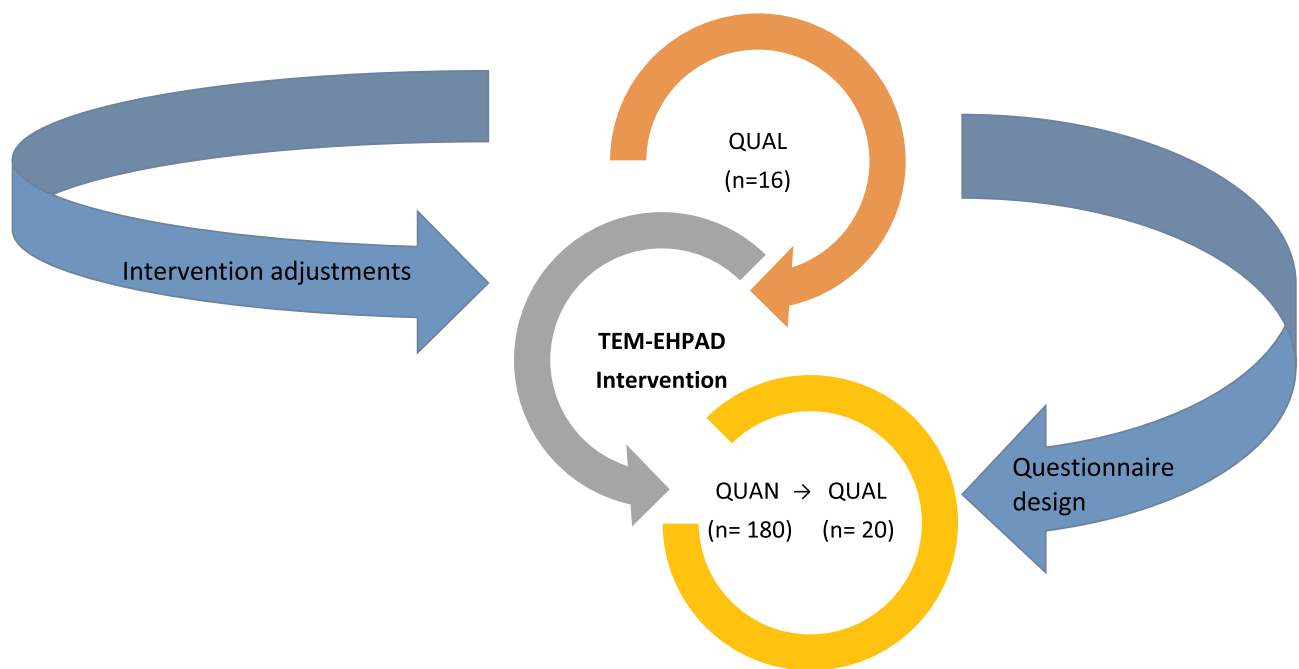 QUAL
(n=16)
Intervention adjustments
TEM-EHPAD
Intervention
QUAN → QUAL
(n= 180) (n= 20)
Questionnaire
design